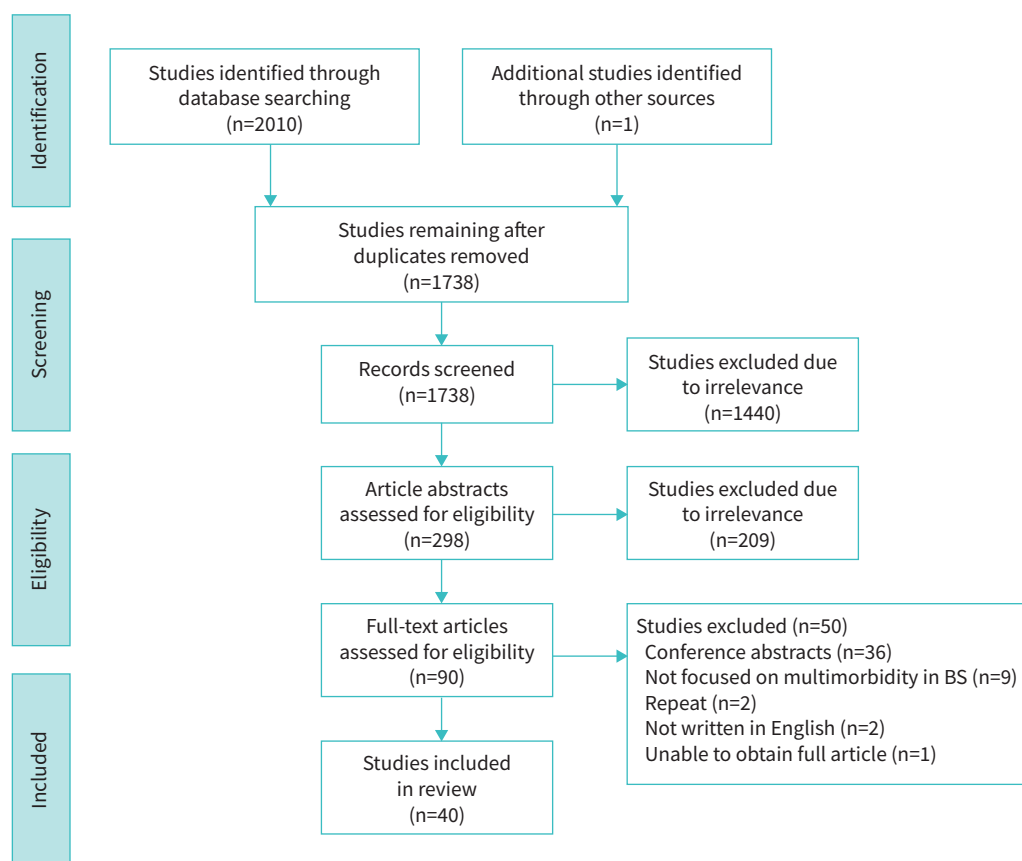 Identification
Studies identified through
database searching
(n=2010)
Additional studies identified
through other sources
(n=1)
Studies remaining after
duplicates removed
(n=1738)
Screening
Records screened
(n=1738)
Studies excluded due
to irrelevance
(n=1440)
Eligibility
Article abstracts
assessed for eligibility
(n=298)
Studies excluded due
to irrelevance
(n=209)
Full-text articles
assessed for eligibility
(n=90)
Studies excluded (n=50)
Conference abstracts (n=36)
Not focused on multimorbidity in BS (n=9)
Repeat (n=2)
Not written in English (n=2)
Unable to obtain full article (n=1)
Included
Studies included
in review
(n=40)